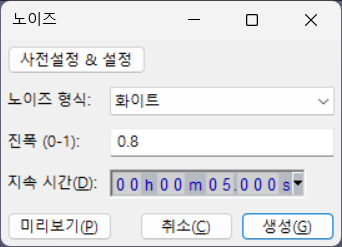 노이즈
사전설정 & 설정
노이즈 형식: 화이트
진폭 (0-1): 0.8
지속 시간(D): 00h00m05.000s
미리보기(P) 취소(C) 생성(G)